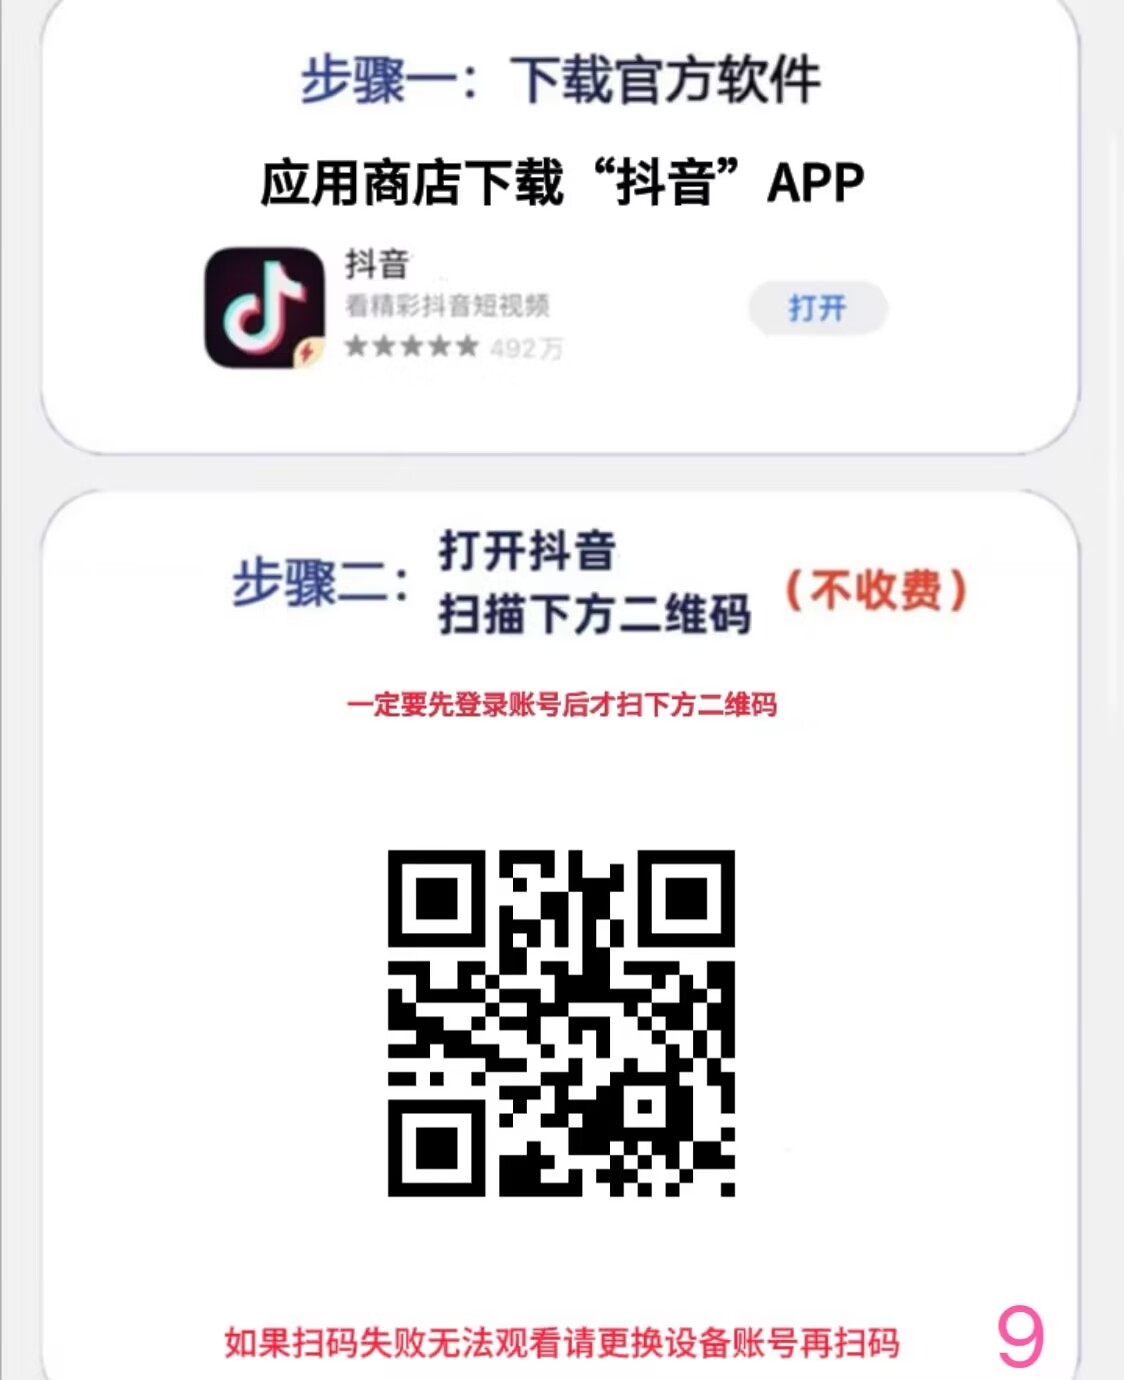 步骤一：下载官方软件
应用商店下载“抖音”APP
抖音
看精彩抖音短视频
★★★★★ 492万
打开
步骤二：打开抖音
扫描下方二维码
（不收费）
一定要先登录账号后才扫下方二维码
如果扫码失败无法观看请更换设备账号再扫码
9